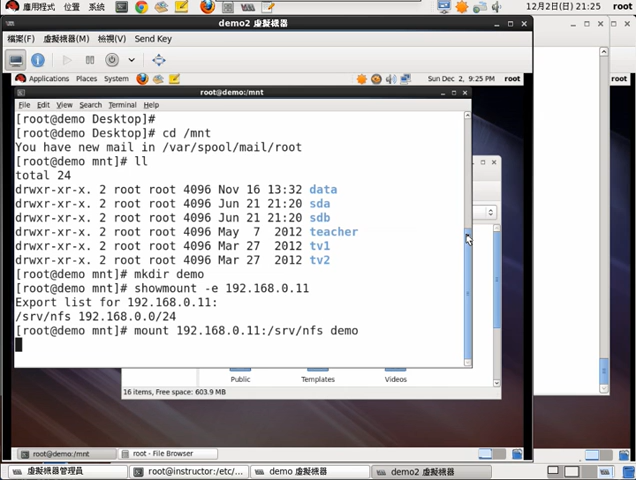 應用程式 位置 系統 12月2日(日) 21:25 root
demo2 虛擬機器
檔案(F) 虛擬機器(M) 檢視(V) Send Key
Applications Places System Sun Dec 2, 9:25 PM root root
root@demo:/mnt
File Edit View Search Terminal Help
[root@demo Desktop]#
[root@demo Desktop]# cd /mnt
You have new mail in /var/spool/mail/root
[root@demo mnt]# ll
total 24
drwxr-xr-x. 2 root root 4096 Nov 16 13:32 data
drwxr-xr-x. 2 root root 4096 Jun 21 21:20 sda
drwxr-xr-x. 2 root root 4096 Jun 21 21:20 sdb
drwxr-xr-x. 2 root root 4096 May  7  2012 teacher
drwxr-xr-x. 2 root root 4096 Mar 27  2012 tv1
drwxr-xr-x. 2 root root 4096 Mar 27  2012 tv2
[root@demo mnt]# mkdir demo
[root@demo mnt]# showmount -e 192.168.0.11
Export list for 192.168.0.11:
/srv/nfs 192.168.0.0/24
[root@demo mnt]# mount 192.168.0.11:/srv/nfs demo
Public Templates Videos
16 items, Free space: 603.9 MB
root@demo:/mnt root - File Browser
虛擬機器管理員 root@instructor:/etc/... demo 虛擬機器 demo2 虛擬機器